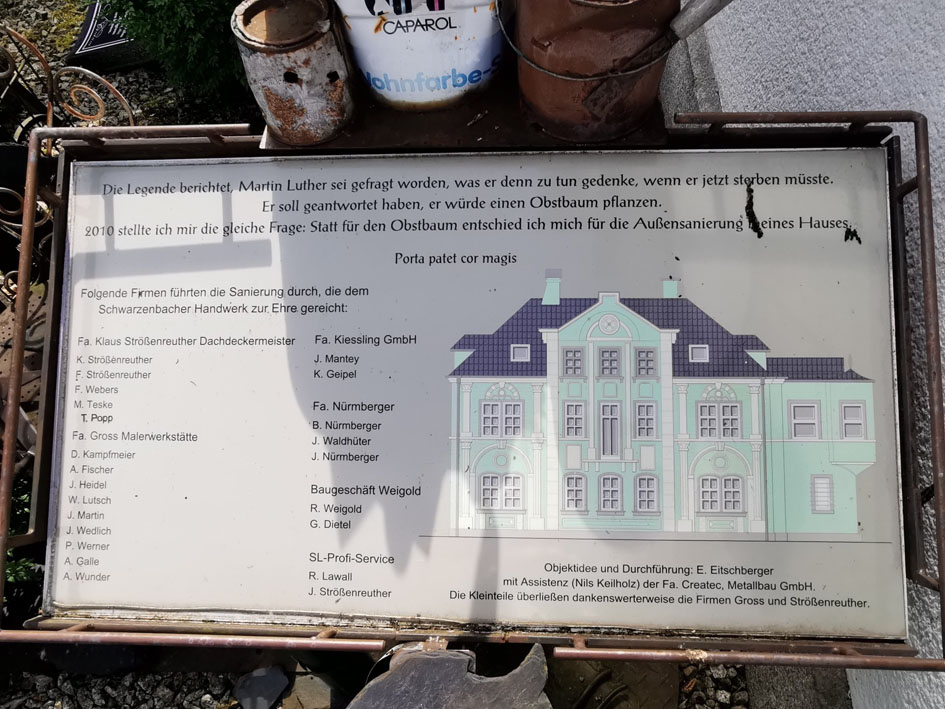 CAPAROL
Die Legende berichtet, Martin Luther sei gefragt worden, was er denn zu tun gedenke, wenn er jetzt sterben müsste.
Er soll geantwortet haben, er würde einen Obstbaum pflanzen.
2010 stellte ich mir die gleiche Frage: Statt für den Obstbaum entschied ich mich für die Außensanierung meines Hauses.
Porta patet cor magis
Folgende Firmen führten die Sanierung durch, die dem
Schwarzenbacher Handwerk zur Ehre gereicht:
Fa. Klaus Strößenreuther Dachdeckermeister
K. Strößenreuther
F. Strößenreuther
F. Webers
M. Teske
T. Popp
Fa. Gross Malerwerkstätte
D. Kampfmeier
A. Fischer
J. Heidel
W. Lutsch
J. Martin
J. Wedlich
P. Werner
A. Galle
A. Wunder
Fa. Kiessling GmbH
J. Mantey
K. Geipel
Fa. Nürmberger
B. Nürmberger
J. Waldhüter
J. Nürmberger
Baugeschäft Weigold
R. Weigold
G. Dietel
SL-Profi-Service
R. Lawall
J. Strößenreuther
Objektidee und Durchführung: E. Eitschberger
mit Assistenz (Nils Keilholz) der Fa. Createc, Metallbau GmbH.
Die Kleinteile überließen dankenswerterweise die Firmen Gross und Strößenreuther.